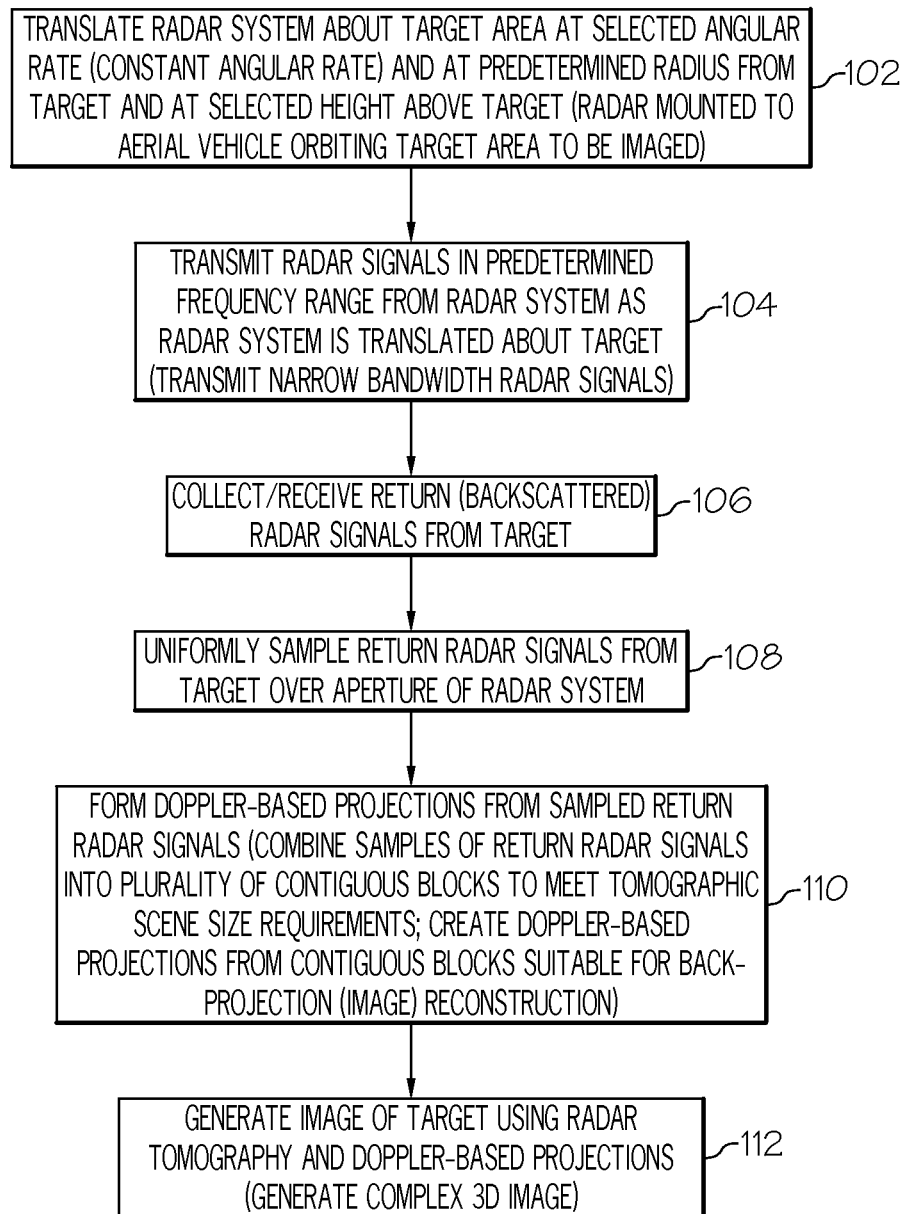 TRANSLATE RADAR SYSTEM ABOUT TARGET AREA AT SELECTED ANGULAR
RATE (CONSTANT ANGULAR RATE) AND AT PREDETERMINED RADIUS FROM
TARGET AND AT SELECTED HEIGHT ABOVE TARGET (RADAR MOUNTED TO
AERIAL VEHICLE ORBITING TARGET AREA TO BE IMAGED)
102
TRANSMIT RADAR SIGNALS IN PREDETERMINED
FREQUENCY RANGE FROM RADAR SYSTEM AS
RADAR SYSTEM IS TRANSLATED ABOUT TARGET
(TRANSMIT NARROW BANDWIDTH RADAR SIGNALS)
104
COLLECT/RECEIVE RETURN (BACKSCATTERED)
RADAR SIGNALS FROM TARGET
106
UNIFORMLY SAMPLE RETURN RADAR SIGNALS FROM
TARGET OVER APERTURE OF RADAR SYSTEM
108
FORM DOPPLER-BASED PROJECTIONS FROM SAMPLED RETURN
RADAR SIGNALS (COMBINE SAMPLES OF RETURN RADAR SIGNALS
INTO PLURALITY OF CONTIGUOUS BLOCKS TO MEET TOMOGRAPHIC
SCENE SIZE REQUIREMENTS; CREATE DOPPLER-BASED
PROJECTIONS FROM CONTIGUOUS BLOCKS SUITABLE FOR BACK-
PROJECTION (IMAGE) RECONSTRUCTION)
110
GENERATE IMAGE OF TARGET USING RADAR
TOMOGRAPHY AND DOPPLER-BASED PROJECTIONS
(GENERATE COMPLEX 3D IMAGE)
112